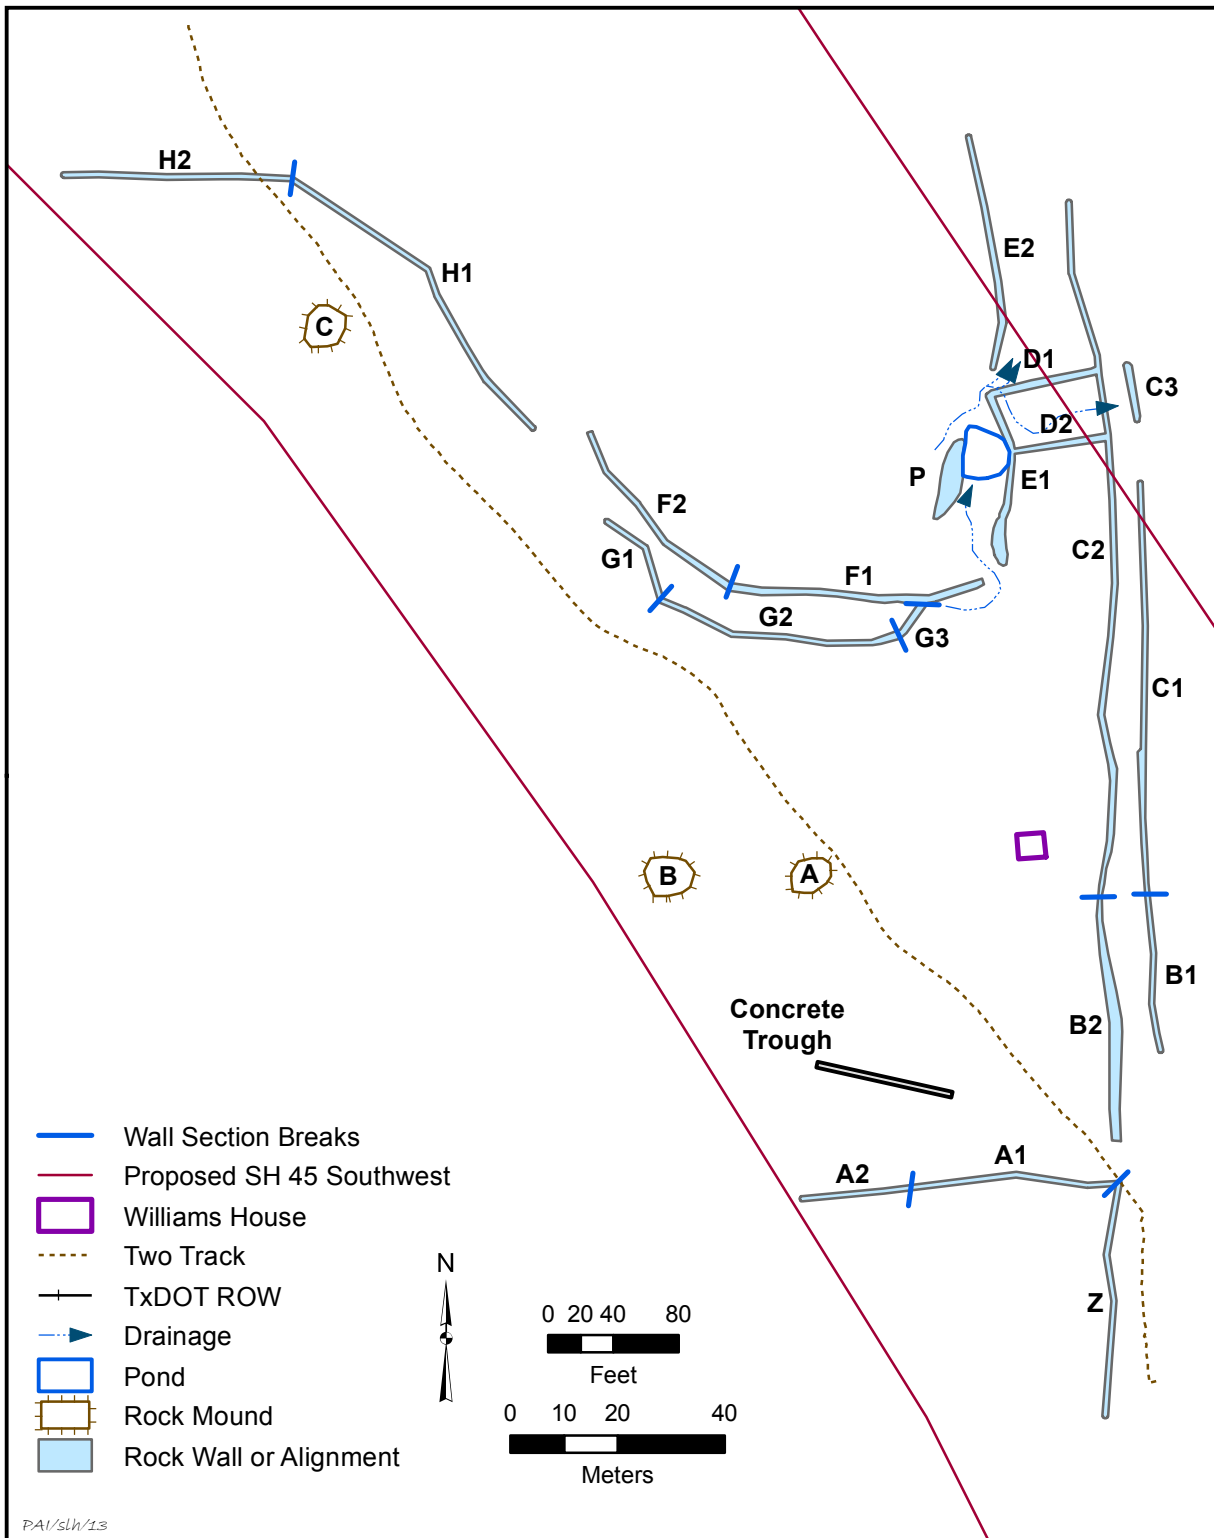 H2
H1
C
E2
D1
C3
D2
P
E1
F2
C2
G1
F1
G2
G3
C1
B
A
B1
Concrete
Trough
B2
A1
A2
Z
Wall Section Breaks
Proposed SH 45 Southwest
Williams House
Two Track
TxDOT ROW
Drainage
Pond
Rock Mound
Rock Wall or Alignment
N
0 20 40 80
Feet
0 10 20 40
Meters
PAI/slh/13